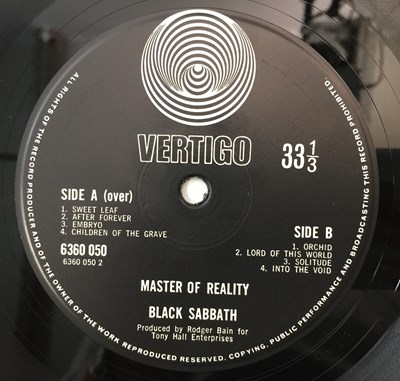 VERTIGO
33 1/3
SIDE A (over)
1. SWEET LEAF
2. AFTER FOREVER
3. EMBRYO
4. CHILDREN OF THE GRAVE
6360 050
6360 050 2
SIDE B
1. ORCHID
2. LORD OF THIS WORLD
3. SOLITUDE
4. INTO THE VOID
MASTER OF REALITY
BLACK SABBATH
Produced by Rodger Bain for
Tony Hall Enterprises
ALL RIGHTS OF THE RECORD PRODUCER AND OF THE OWNER OF THE WORK REPRODUCED RESERVED. COPYING, PUBLIC PERFORMANCE AND BROADCASTING THIS RECORD PROHIBITED.